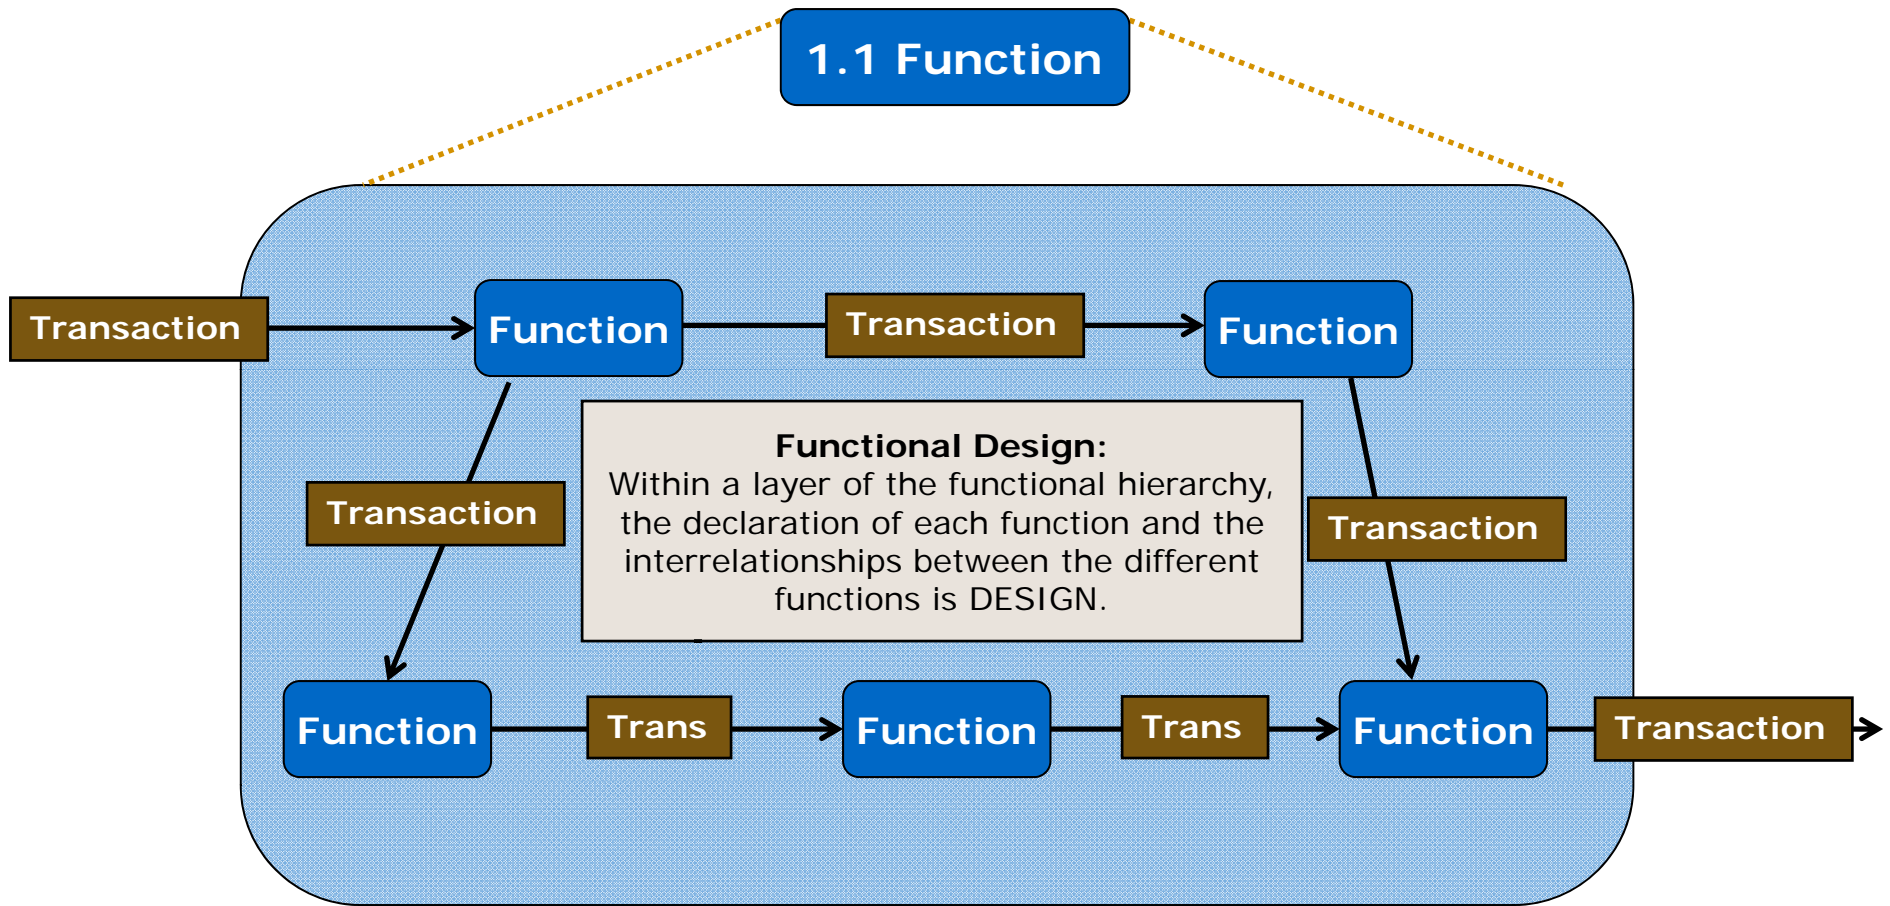 1.1 Function
Transaction
Function
Transaction
Function
Functional Design:
Within a layer of the functional hierarchy,
the declaration of each function and the
interrelationships between the different
functions is DESIGN.
Transaction
Transaction
Function
Trans
Function
Trans
Function
Transaction